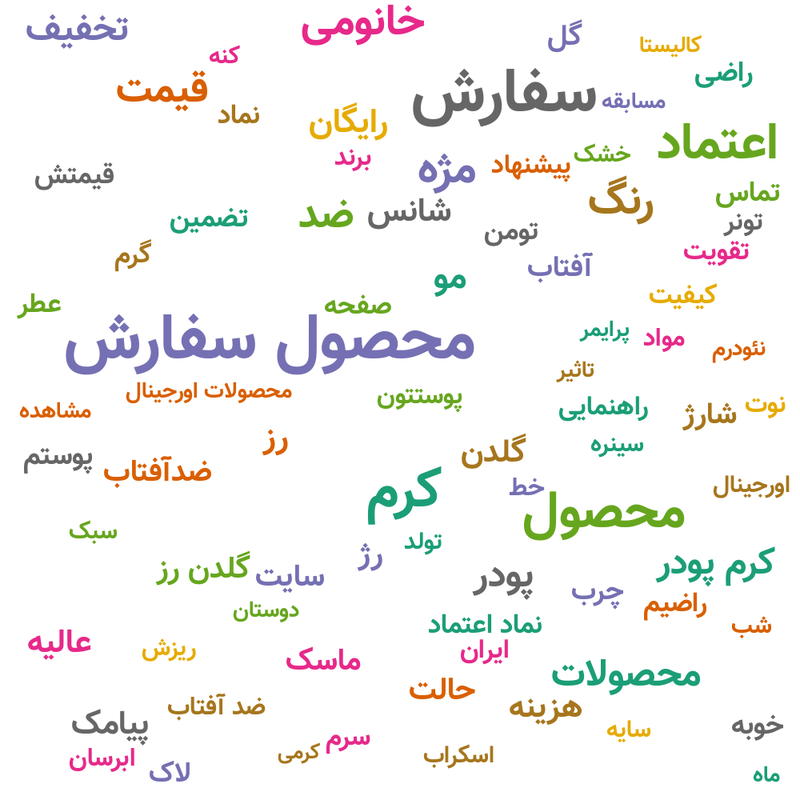 تخفیف
خانومی
گل
کالیستا
کنه
راضی
قیمت
سفارش
مسابقه
نماد
رایگان
اعتماد
برند
مژه
پیشنهاد
خشک
قیمتش
رنگ
تماس
تضمین
ضد
شانس
تومن
تونر
تقویت
گرم
مو
آفتاب
کیفیت
عطر
صفحه
محصول سفارش
پرایمر
مواد
نئودرم
تاثیر
محصولات اورجینال
پوستتون
مشاهده
راهنمایی
شارژ
نوت
رز
گلدن
سینره
پوستم
ضدآفتاب
کرم
خط
اورجینال
محصول
سبک
تولد
رژ
گلدن رز
سایت
پودر
کرم پودر
چرب
دوستان
راضیم
نماد اعتماد
شب
عالیه
ریزش
ماسک
ایران
محصولات
حالت
ضد آفتاب
هزینه
پیامک
سایه
خوبه
سرم
کرمی
اسکراب
ابرسان
لاک
ماه